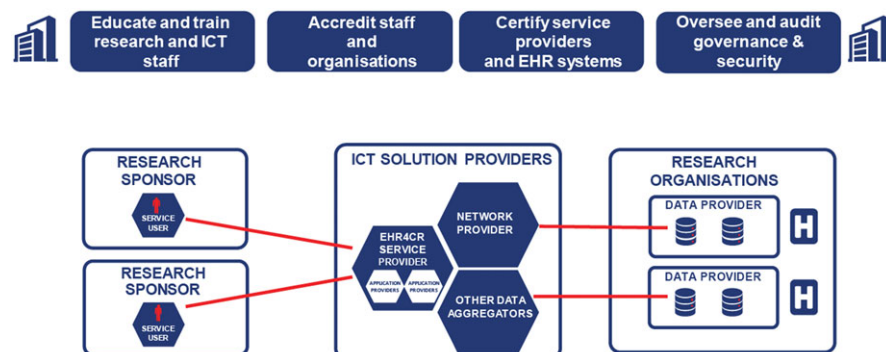 Educate and train
research and ICT
staff
Accredit staff
and
organisations
Certify service
providers
and EHR systems
Oversee and audit
governance &
security
RESEARCH
SPONSOR
SERVICE
USER
RESEARCH
SPONSOR
SERVICE
USER
ICT SOLUTION PROVIDERS
EHR4CR
SERVICE
PROVIDER
APPLICATION
PROVIDERS
APPLICATION
PROVIDERS
NETWORK
PROVIDER
OTHER DATA
AGGREGATORS
RESEARCH
ORGANISATIONS
DATA PROVIDER
H
DATA PROVIDER
H